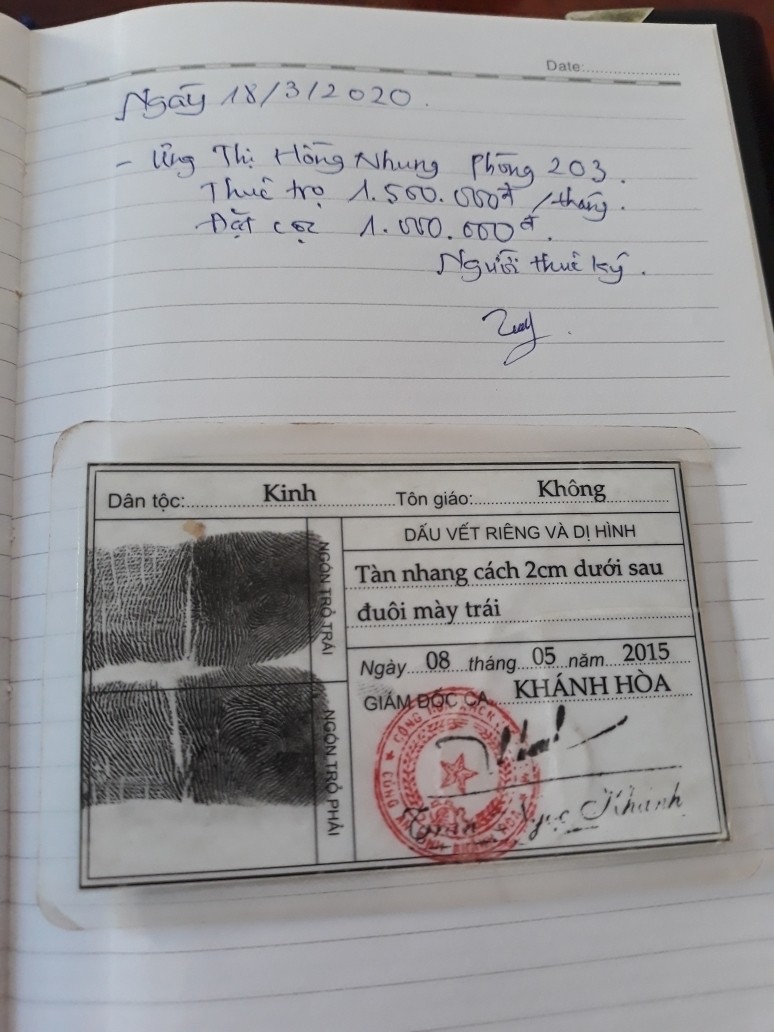 Date:
Ngày 18/3/2020.
- Ưng Thị Hồng Nhung Phòng 203.
Thuê trọ 1.500.000đ /tháng.
Đặt cọc 1.000.000đ.
Người thuê ký.
Dân tộc: Kinh Tôn giáo: Không
NGÓN TRỎ TRÁI
NGÓN TRỎ PHẢI
DẤU VẾT RIÊNG VÀ DỊ HÌNH
Tàn nhang cách 2cm dưới sau
đuôi mày trái
Ngày 08 tháng 05 năm 2015
GIÁM ĐỐC CA KHÁNH HÒA
Ngọc Khánh